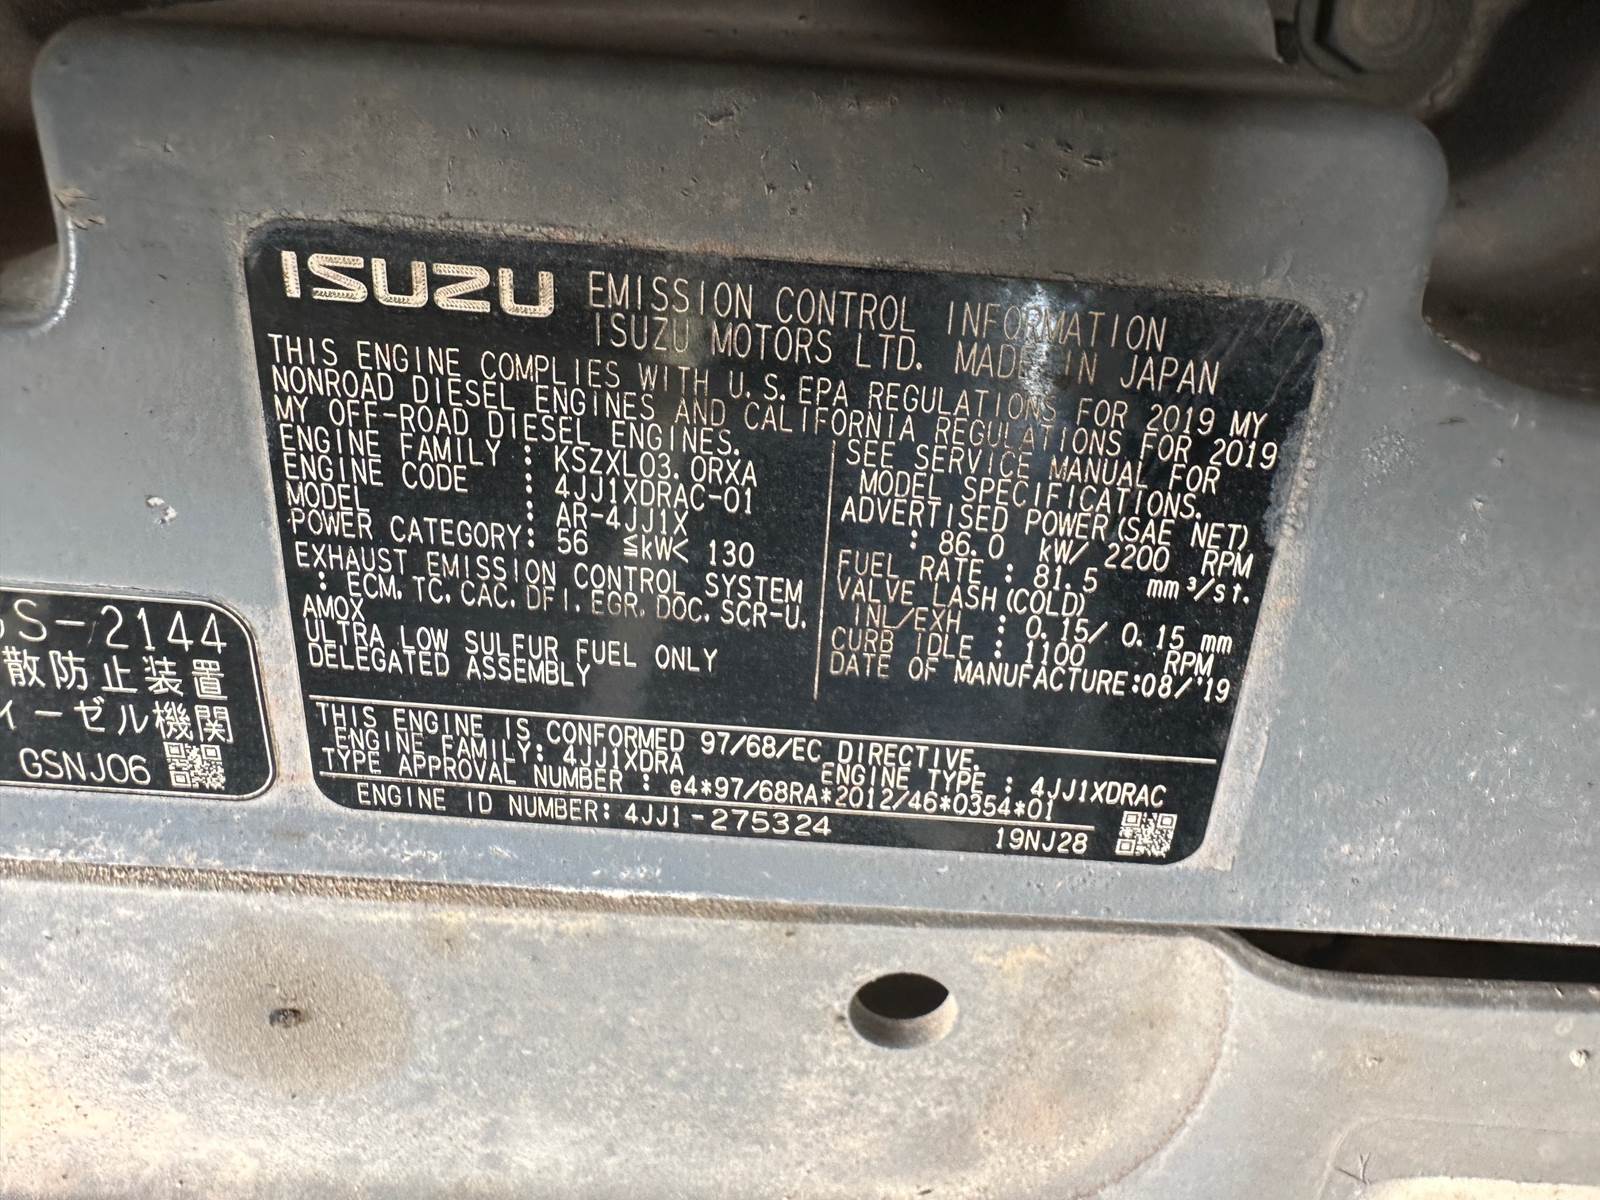 ISUZU EMISSION CONTROL INFORMATION
ISUZU MOTORS LTD. MADE IN JAPAN
THIS ENGINE COMPLIES WITH U.S.EPA REGULATIONS FOR 2019 MY
NONROAD DIESEL ENGINES AND CALIFORNIA REGULATIONS FOR 2019
MY OFF-ROAD DIESEL ENGINES.
ENGINE FAMILY : KSZXL03.0RXA
ENGINE CODE : 4JJ1XDRAC-01
MODEL : AR-4JJ1X
POWER CATEGORY: 56 ≦kW< 130
EXHAUST EMISSION CONTROL SYSTEM
: ECM, TC, CAC, DFI, EGR, DOC, SCR-U,
AMOX
ULTRA LOW SULFUR FUEL ONLY
DELEGATED ASSEMBLY
SEE SERVICE MANUAL FOR
MODEL SPECIFICATIONS.
ADVERTISED POWER(SAE NET)
: 86.0 kW/ 2200 RPM
FUEL RATE : 81.5 mm³/st.
VALVE LASH(COLD)
INL/EXH : 0.15/ 0.15 mm
CURB IDLE : 1100 RPM
DATE OF MANUFACTURE:08/'19
THIS ENGINE IS CONFORMED 97/68/EC DIRECTIVE.
ENGINE FAMILY: 4JJ1XDRA ENGINE TYPE : 4JJ1XDRAC
TYPE APPROVAL NUMBER : e4*97/68RA*2012/46*0354*01
ENGINE ID NUMBER: 4JJ1-275324 19NJ28
S-2144
散防止装置
ィーゼル機関
GSNJ06